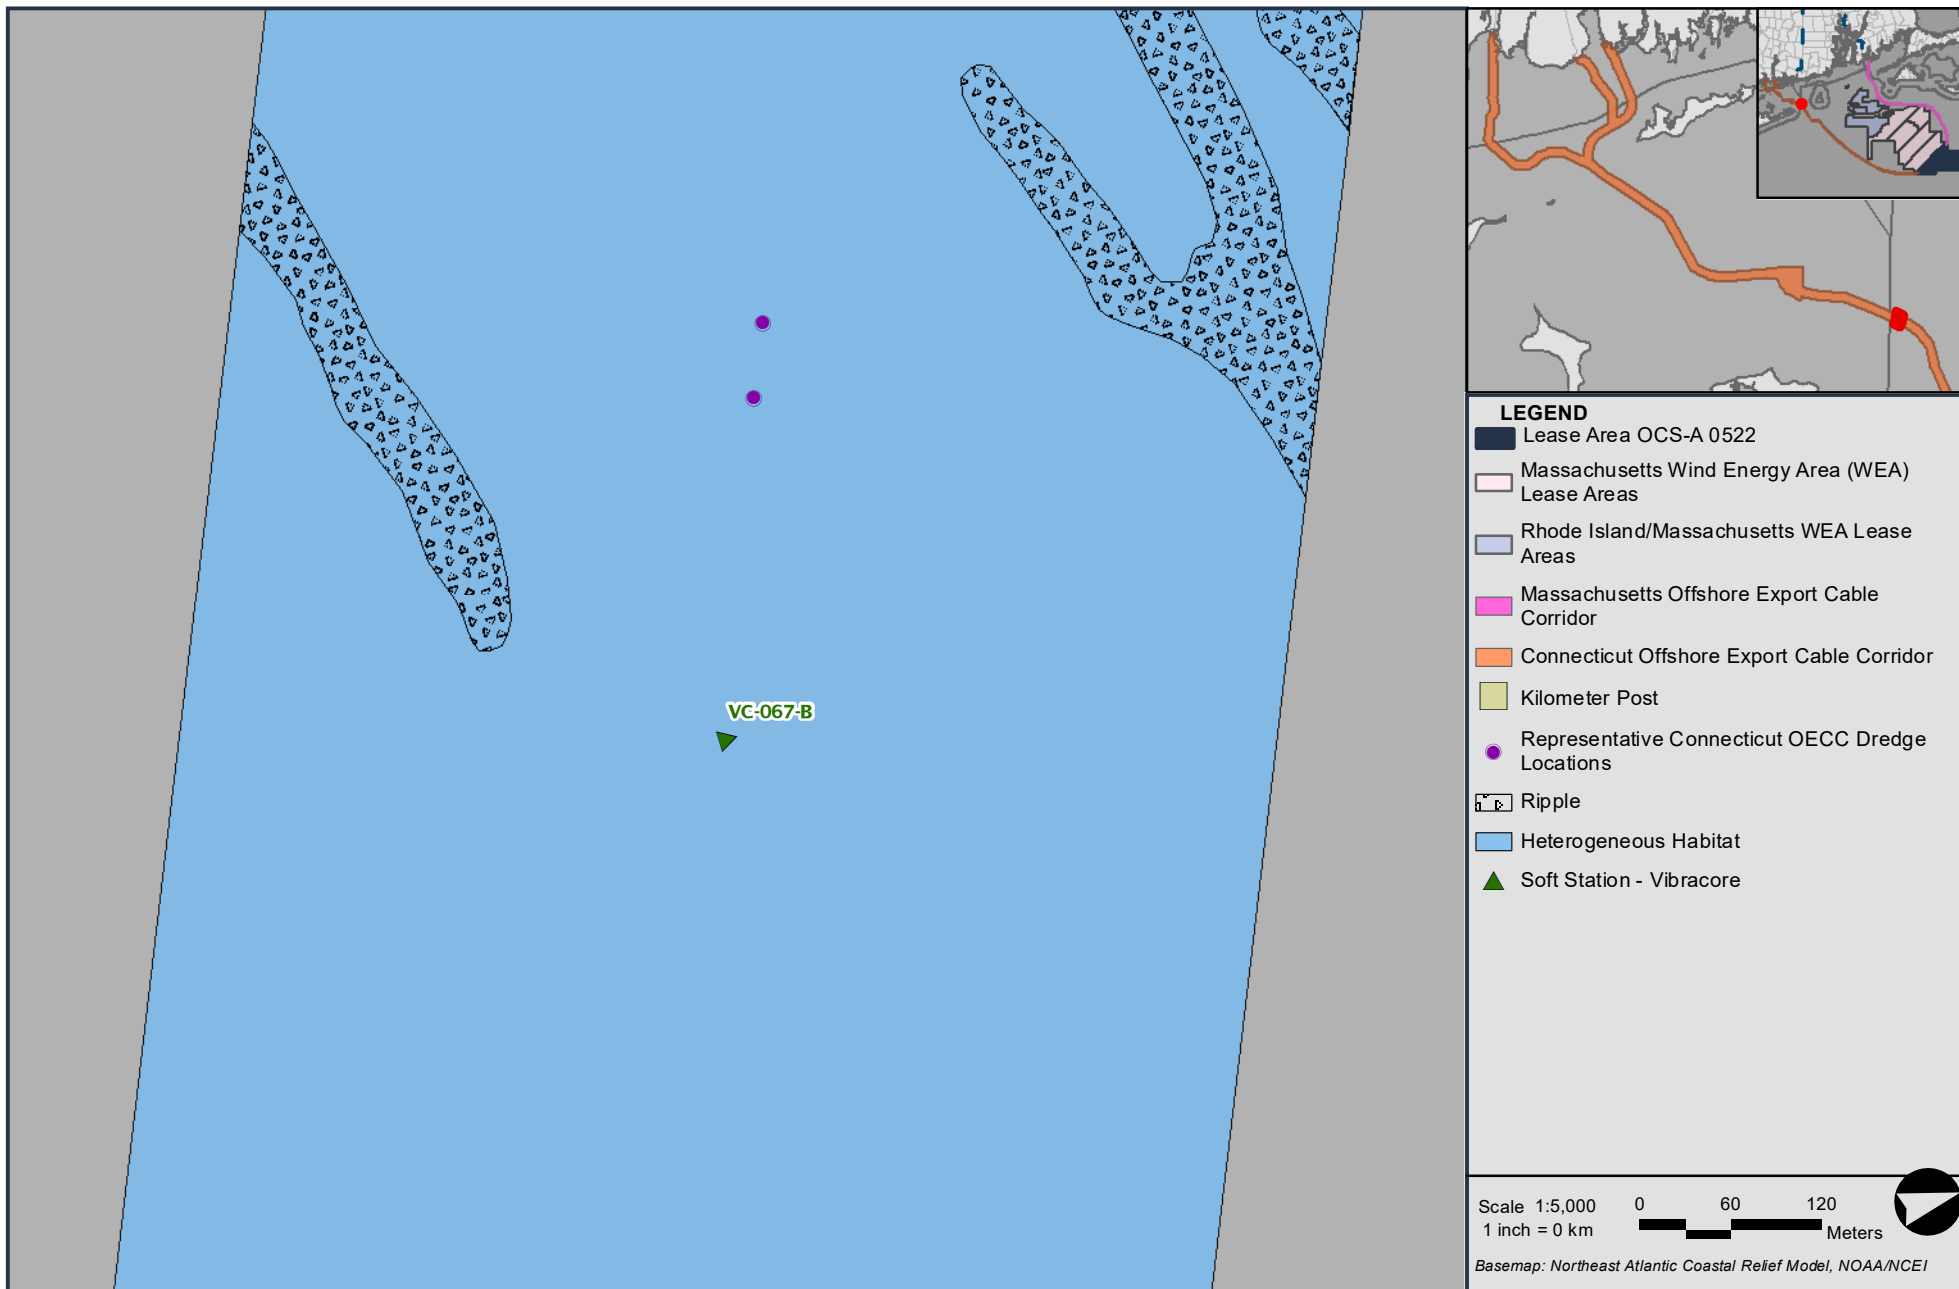 VC-067-B
LEGEND
Lease Area OCS-A 0522
Massachusetts Wind Energy Area (WEA)
Lease Areas
Rhode Island/Massachusetts WEA Lease
Areas
Massachusetts Offshore Export Cable
Corridor
Connecticut Offshore Export Cable Corridor
Kilometer Post
Representative Connecticut OECC Dredge
Locations
Ripple
Heterogeneous Habitat
Soft Station - Vibracore
Scale 1:5,000
1 inch = 0 km
0 60 120
Meters
Basemap: Northeast Atlantic Coastal Relief Model, NOAA/NCEI